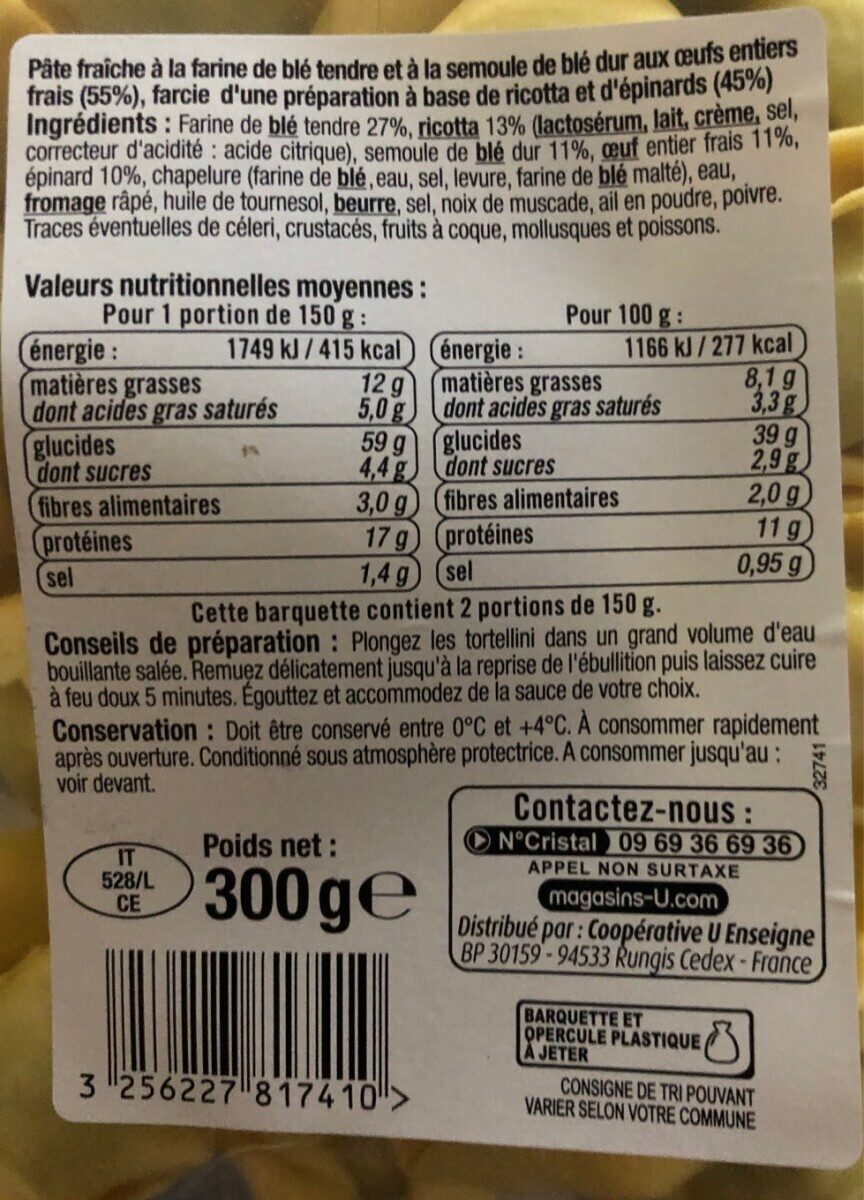 Pâte fraîche à la farine de blé tendre et à la semoule de blé dur aux œufs entiers
frais (55%), farcie d'une préparation à base de ricotta et d'épinards (45%)
Ingrédients : Farine de blé tendre 27%, ricotta 13% (lactosérum, lait, crème, sel,
correcteur d'acidité : acide citrique), semoule de blé dur 11%, œuf entier frais 11%,
épinard 10%, chapelure (farine de blé, eau, sel, levure, farine de blé malté), eau,
fromage râpé, huile de tournesol, beurre, sel, noix de muscade, ail en poudre, poivre.
Traces éventuelles de céleri, crustacés, fruits à coque, mollusques et poissons.
Valeurs nutritionnelles moyennes :
Pour 1 portion de 150 g : Pour 100 g :
énergie : 1749 kJ / 415 kcal énergie : 1166 kJ / 277 kcal
matières grasses 12 g matières grasses 8,1 g
dont acides gras saturés 5,0 g dont acides gras saturés 3,3 g
glucides 59 g glucides 39 g
dont sucres 4,4 g dont sucres 2,9 g
fibres alimentaires 3,0 g fibres alimentaires 2,0 g
protéines 17 g protéines 11 g
sel 1,4 g sel 0,95 g
Cette barquette contient 2 portions de 150 g.
Conseils de préparation : Plongez les tortellini dans un grand volume d'eau
bouillante salée. Remuez délicatement jusqu'à la reprise de l'ébullition puis laissez cuire
à feu doux 5 minutes. Égouttez et accommodez de la sauce de votre choix.
Conservation : Doit être conservé entre 0°C et +4°C. À consommer rapidement
après ouverture. Conditionné sous atmosphère protectrice. A consommer jusqu'au :
voir devant.
32741
IT
528/L
CE
Poids net :
300 g e
Contactez-nous :
N°Cristal 09 69 36 69 36
APPEL NON SURTAXE
magasins-U.com
Distribué par : Coopérative U Enseigne
BP 30159 - 94533 Rungis Cedex - France
BARQUETTE ET
OPERCULE PLASTIQUE
À JETER
CONSIGNE DE TRI POUVANT
VARIER SELON VOTRE COMMUNE
3 256227 817410 >